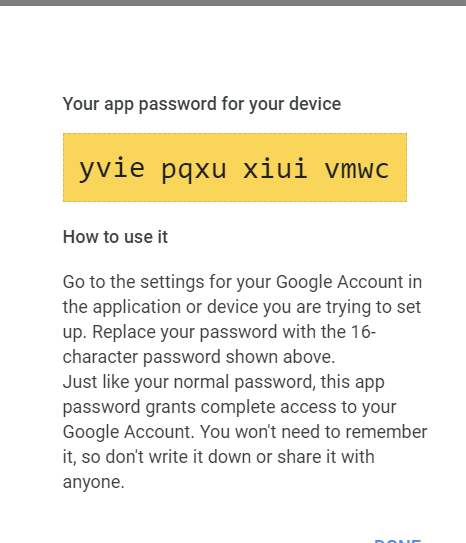 Your app password for your device
yvie pqxu xiui vmwc
How to use it
Go to the settings for your Google Account in
the application or device you are trying to set
up. Replace your password with the 16-
character password shown above.
Just like your normal password, this app
password grants complete access to your
Google Account. You won't need to remember
it, so don't write it down or share it with
anyone.
DONE